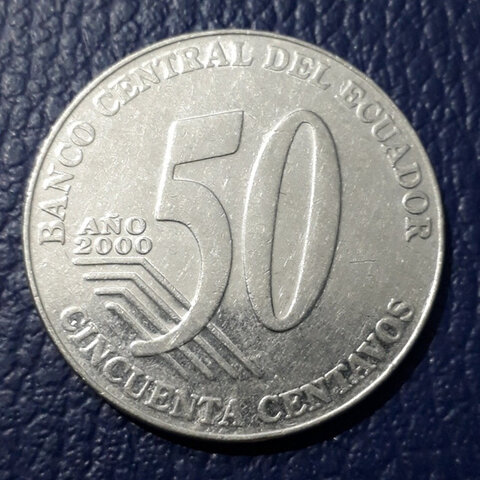 BANCO CENTRAL DEL ECUADOR
50
AÑO
2000
CINCUENTA CENTAVOS